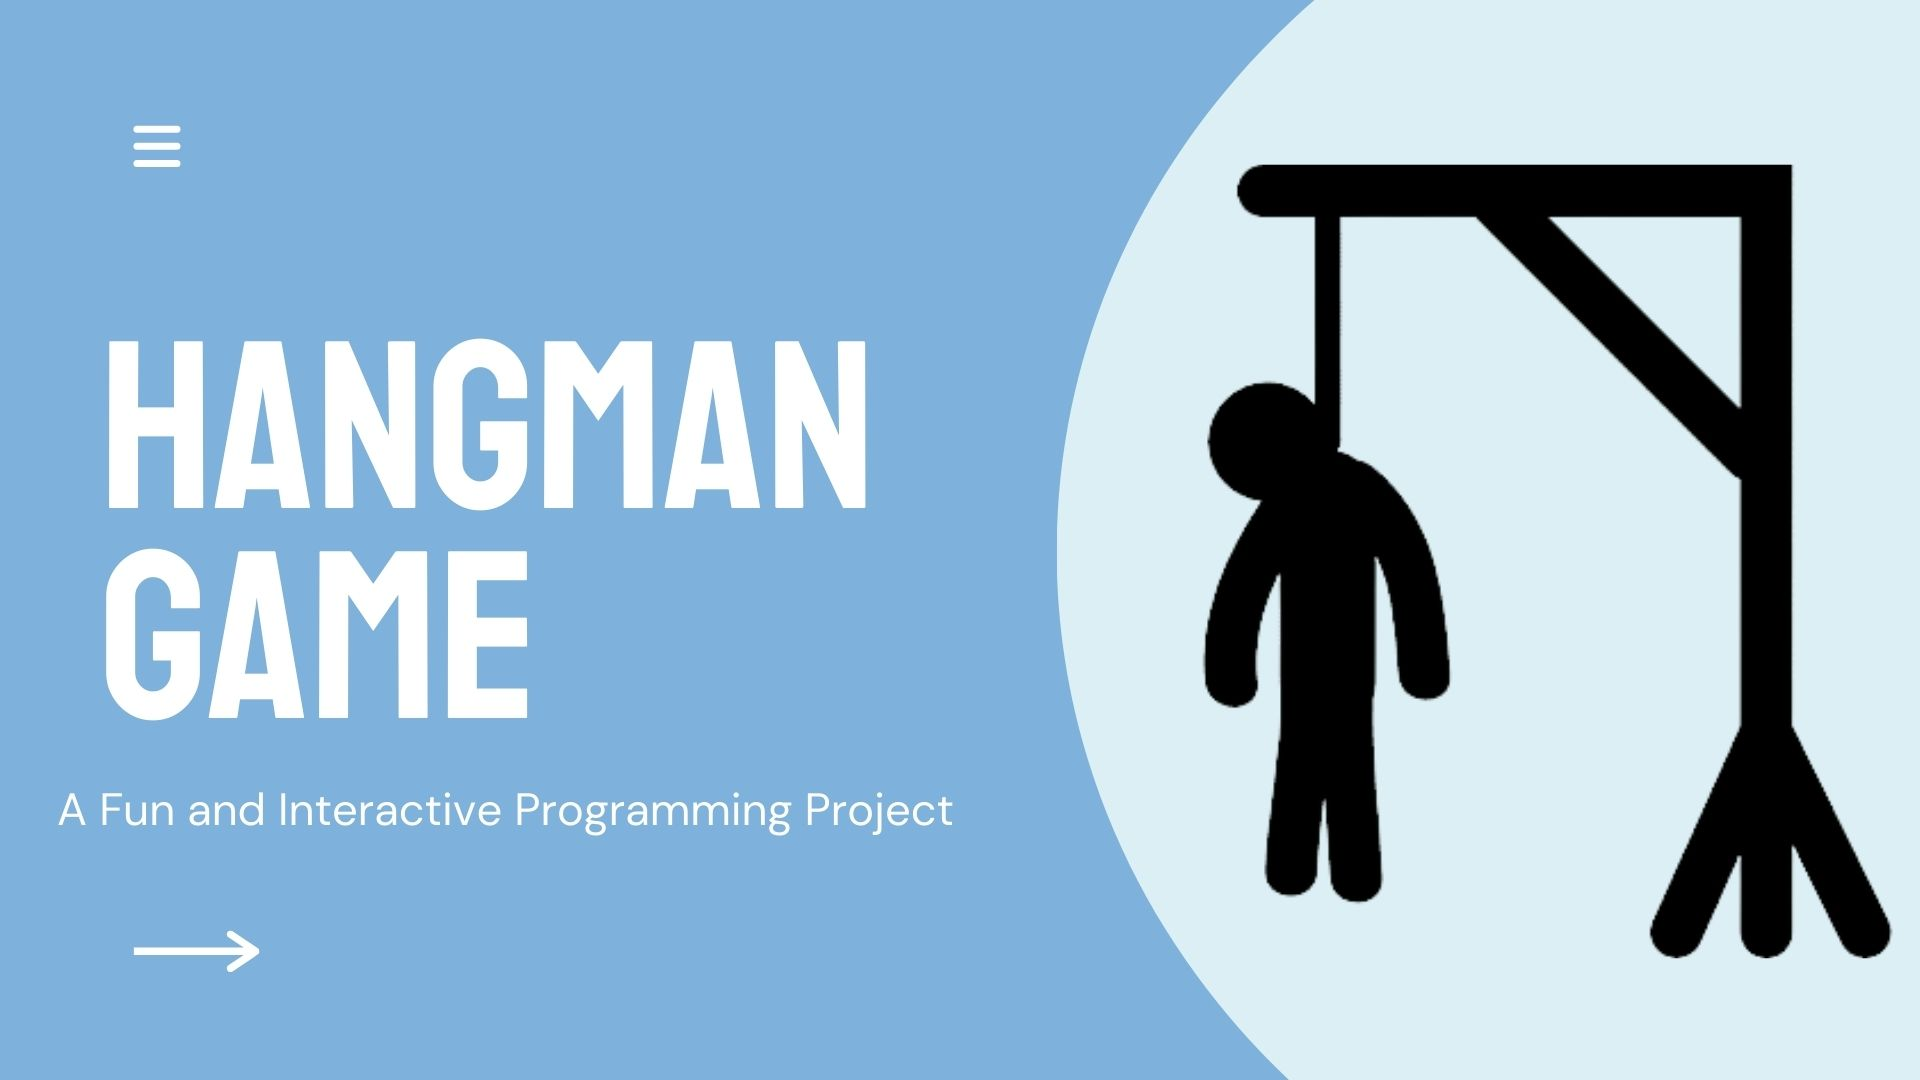 HANGMAN
GAME
A Fun and Interactive Programming Project